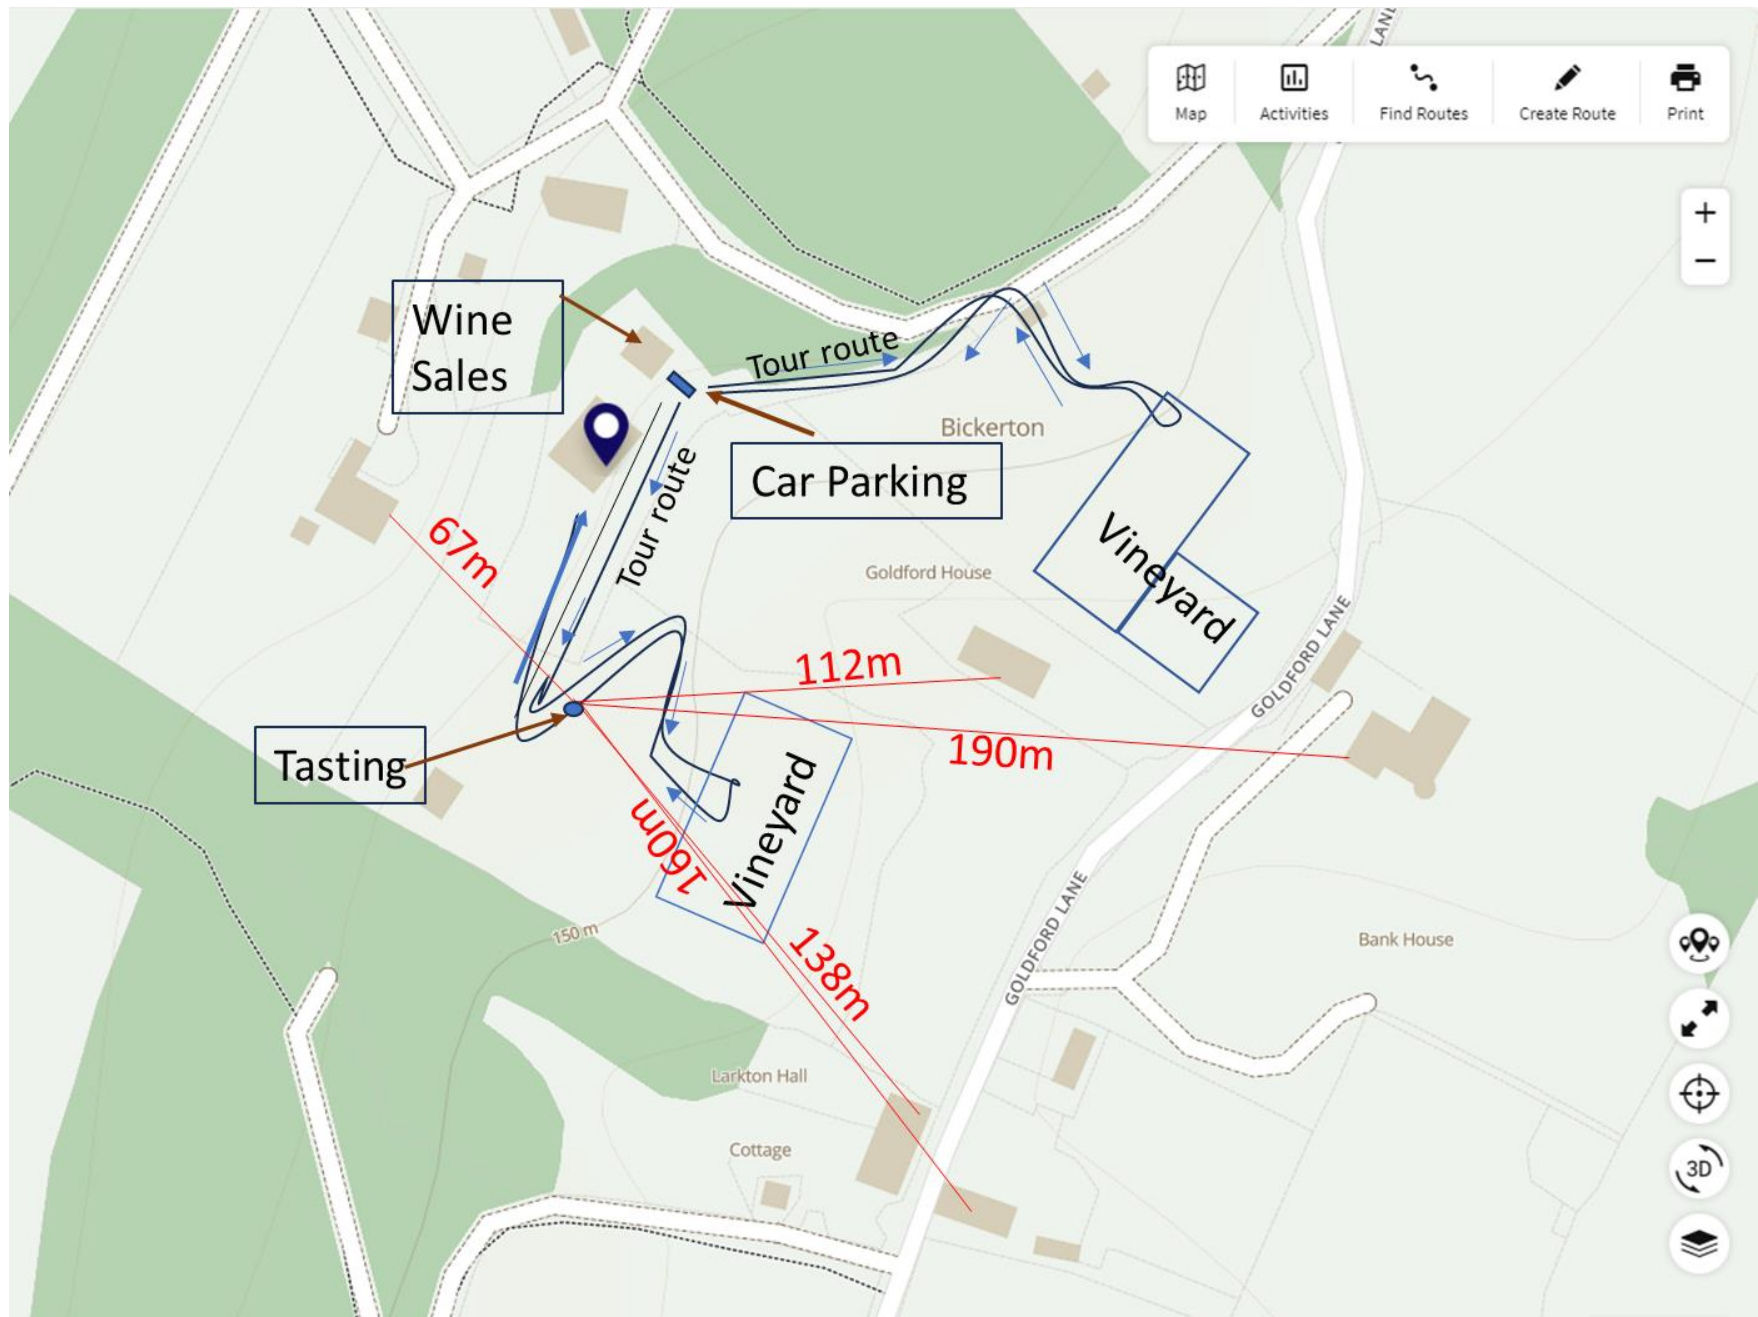 LANE
Map
Activities
Find Routes
Create Route
Print
+
−
Wine
Sales
Tour route
Bickerton
Car Parking
Tour route
67m
Vineyard
Goldford House
GOLDFORD LANE
112m
190m
Tasting
Vineyard
160m
138m
150 m
GOLDFORD LANE
Bank House
Larkton Hall
Cottage
3D